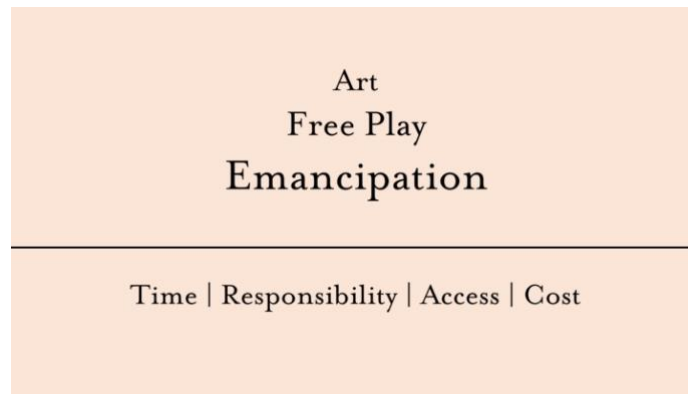 Art
Free Play
Emancipation
Time | Responsibility | Access | Cost